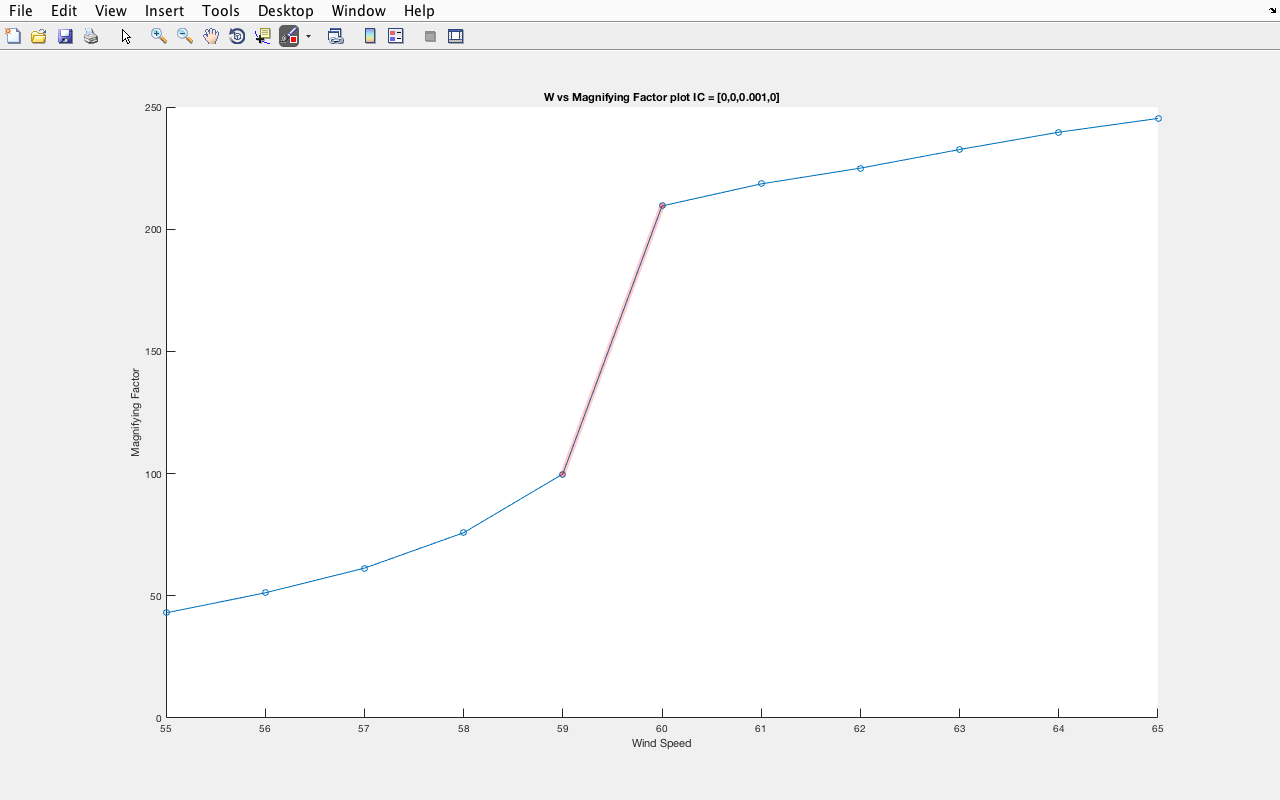 File Edit View Insert Tools Desktop Window Help
W vs Magnifying Factor plot IC = [0,0,0.001,0]
250
200
150
100
50
0
Magnifying Factor
55 56 57 58 59 60 61 62 63 64 65
Wind Speed